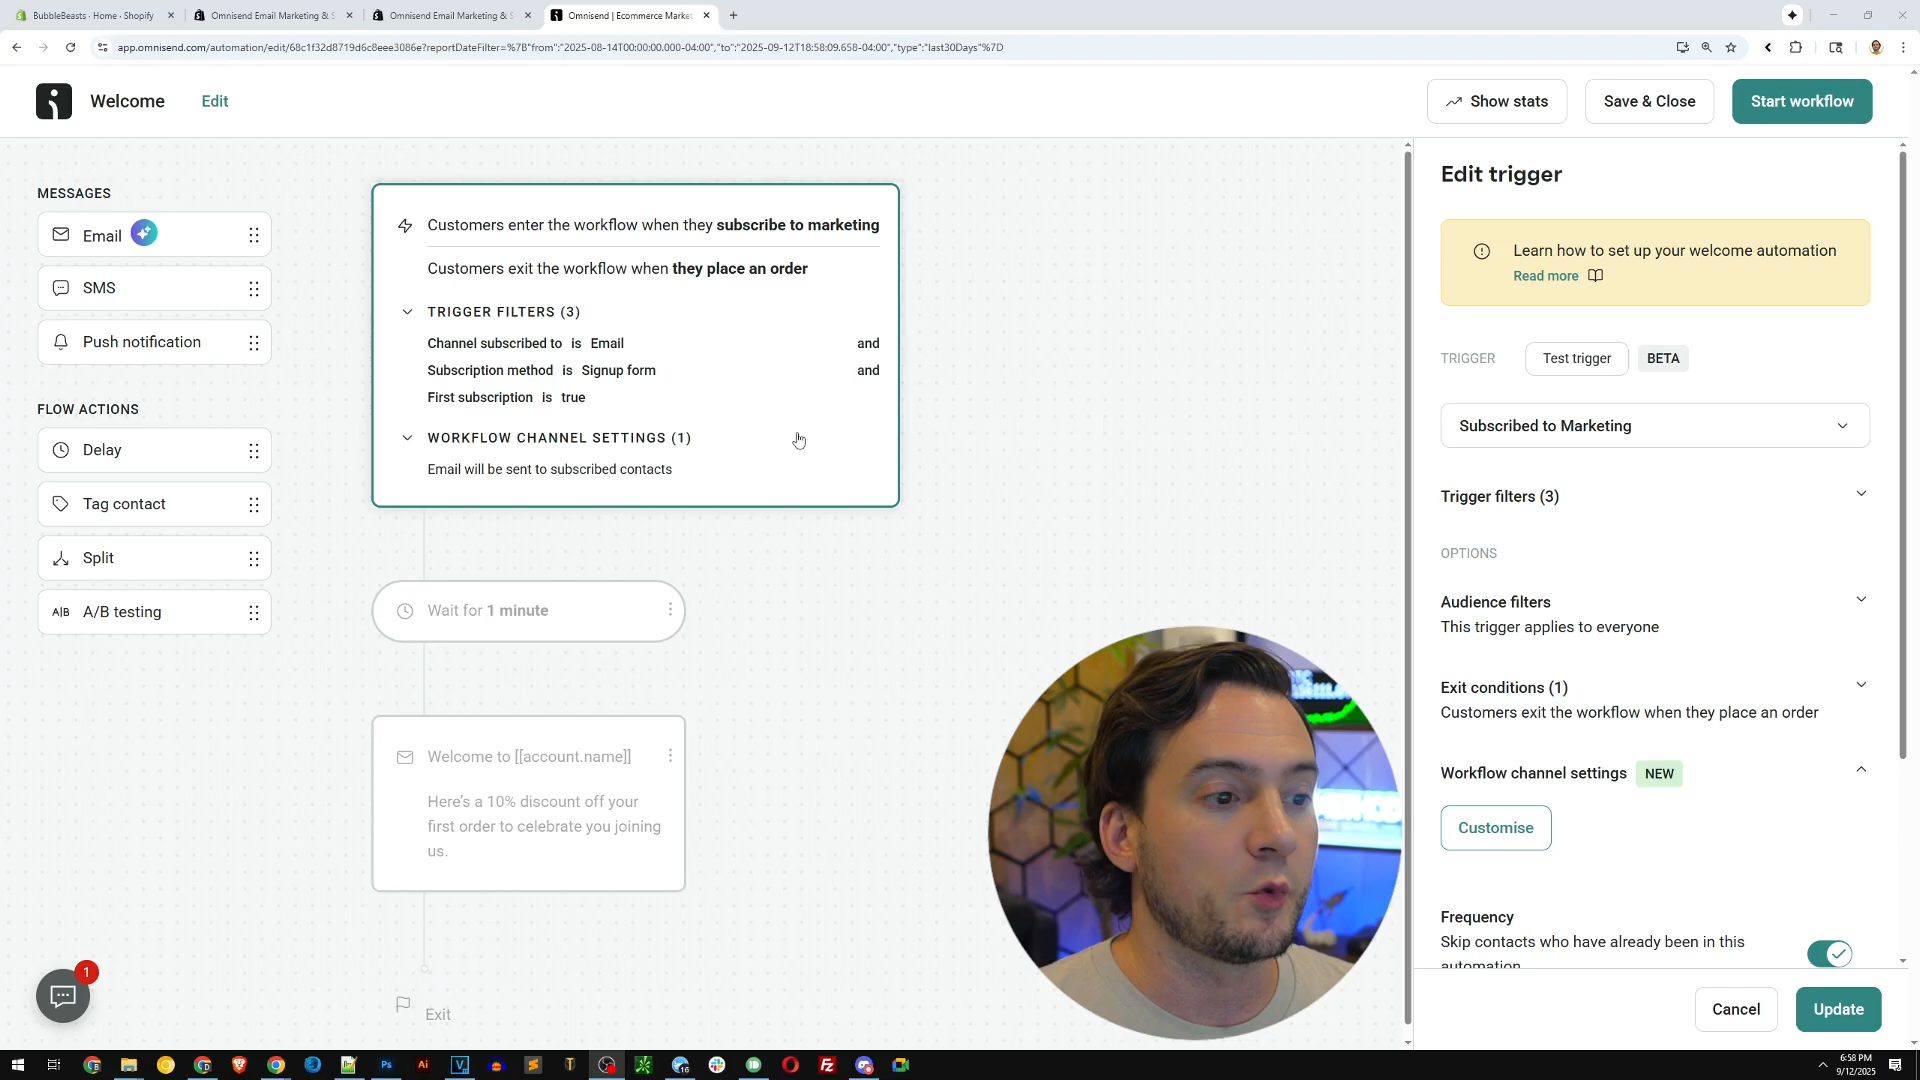 BubbleBeasts · Home · Shopify
Omnisend Email Marketing & S
Omnisend Email Marketing & S
Omnisend | Ecommerce Market
app.omnisend.com/automation/edit/68c1f32d8719d6c8eee3086e?reportDateFilter=%7B"from":"2025-08-14T00:00:00.000-04:00","to":"2025-09-12T18:58:09.658-04:00","type":"last30Days"%7D
Welcome
Edit
Show stats
Save & Close
Start workflow
MESSAGES
Email
SMS
Push notification
FLOW ACTIONS
Delay
Tag contact
Split
A|B A/B testing
Customers enter the workflow when they subscribe to marketing
Customers exit the workflow when they place an order
TRIGGER FILTERS (3)
Channel subscribed to is Email and
Subscription method is Signup form and
First subscription is true
WORKFLOW CHANNEL SETTINGS (1)
Email will be sent to subscribed contacts
Wait for 1 minute
Welcome to [[account.name]]
Here's a 10% discount off your
first order to celebrate you joining
us.
Exit
1
Edit trigger
Learn how to set up your welcome automation
Read more
TRIGGER
Test trigger
BETA
Subscribed to Marketing
Trigger filters (3)
OPTIONS
Audience filters
This trigger applies to everyone
Exit conditions (1)
Customers exit the workflow when they place an order
Workflow channel settings NEW
Customise
Frequency
Skip contacts who have already been in this
automation
Cancel
Update
Ps
Ai
V
T
16
FZ
6:58 PM
9/12/2025